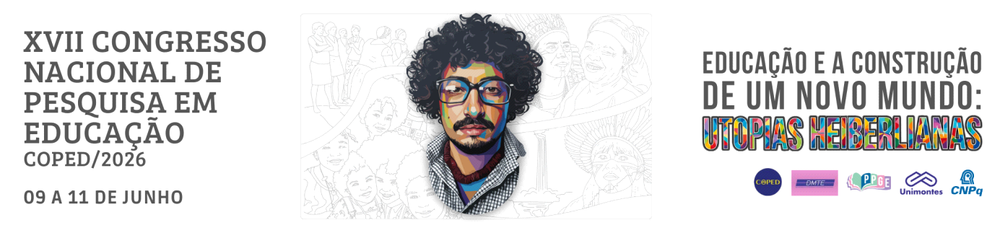 XVII CONGRESSO
NACIONAL DE
PESQUISA EM
EDUCAÇÃO
COPED/2026
09 A 11 DE JUNHO
EDUCAÇÃO E A CONSTRUÇÃO
DE UM NOVO MUNDO:
UTOPIAS HEIBERLIANAS
COPED
DMTE
PPGE
Unimontes
CNPq